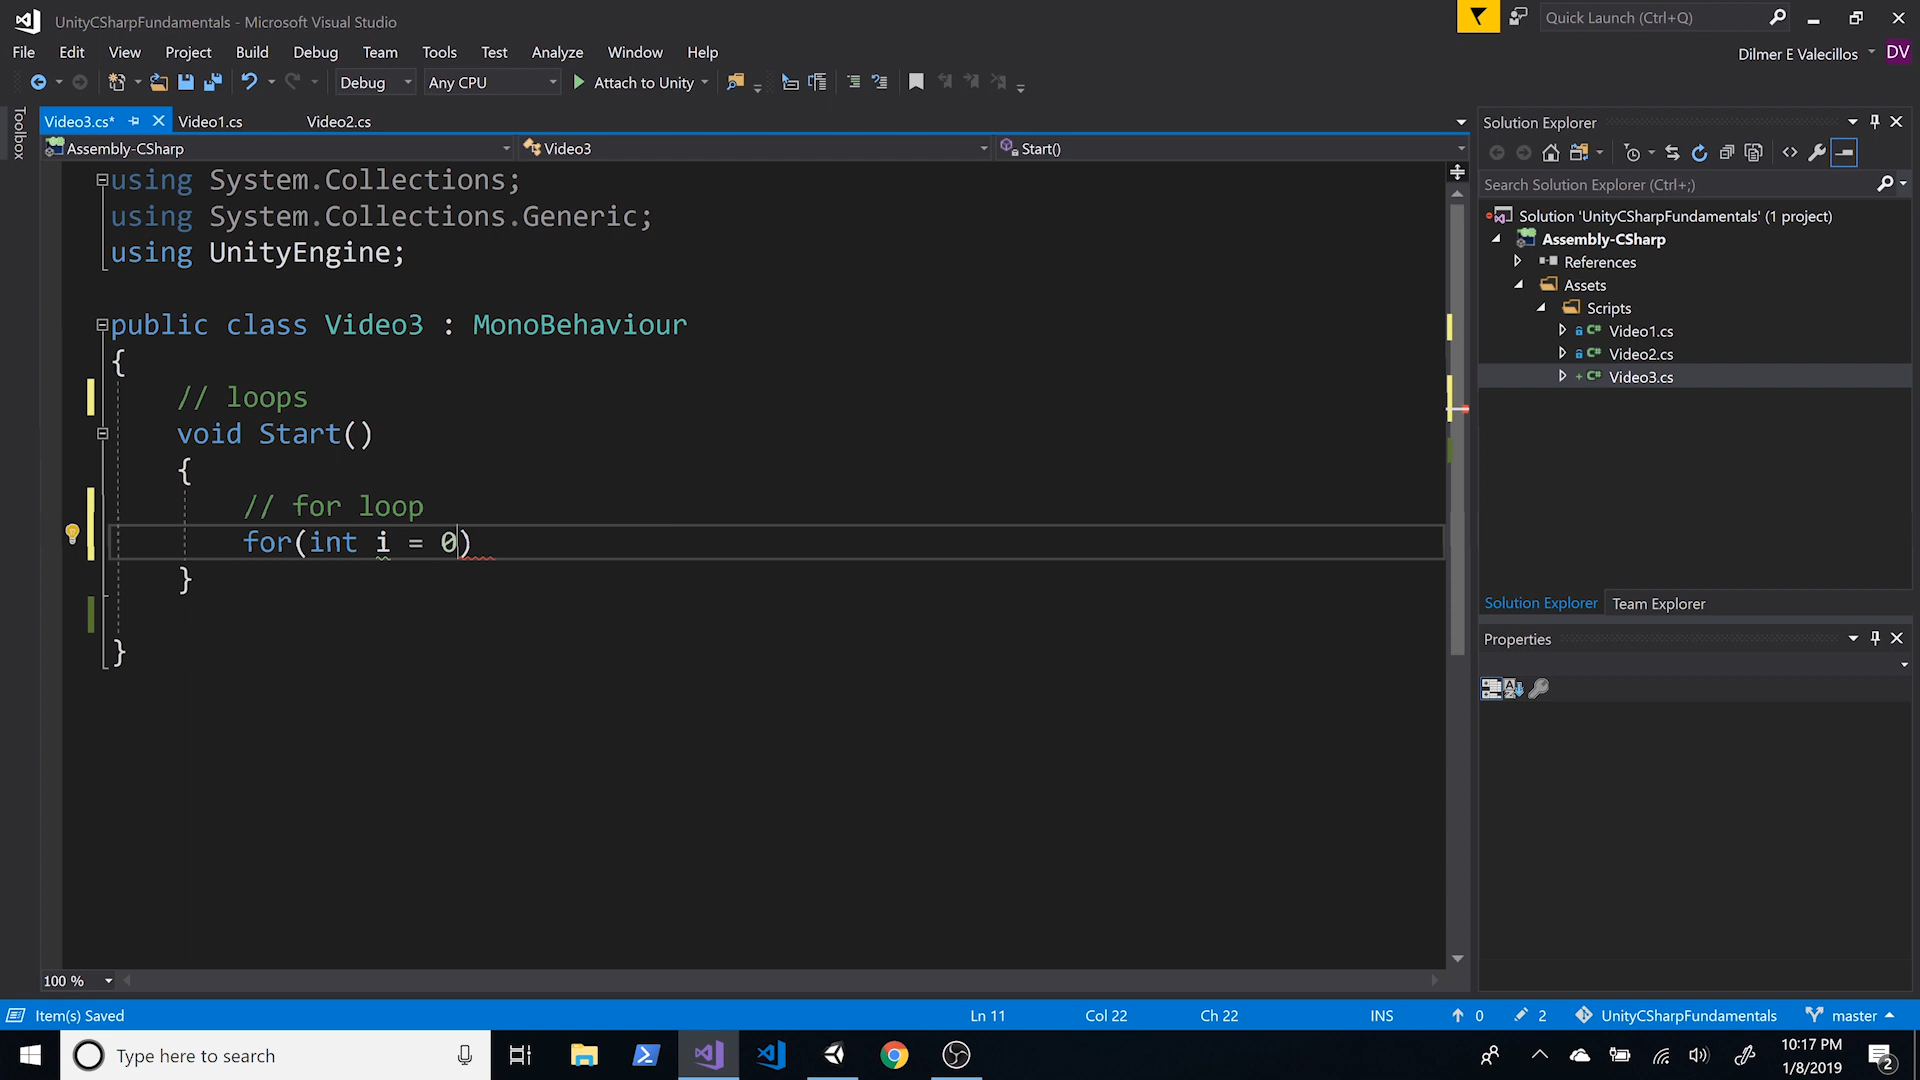 UnityCSharpFundamentals - Microsoft Visual Studio
Quick Launch (Ctrl+Q)
File Edit View Project Build Debug Team Tools Test Analyze Window Help
Dilmer E Valecillos DV
Debug Any CPU Attach to Unity
Toolbox
Video3.cs* Video1.cs Video2.cs
Assembly-CSharp Video3 Start()
using System.Collections;
using System.Collections.Generic;
using UnityEngine;
public class Video3 : MonoBehaviour
{
// loops
void Start()
{
// for loop
for(int i = 0)
}
}
100 %
Solution Explorer
Search Solution Explorer (Ctrl+;)
Solution 'UnityCSharpFundamentals' (1 project)
Assembly-CSharp
References
Assets
Scripts
C# Video1.cs
C# Video2.cs
+ C# Video3.cs
Solution Explorer Team Explorer
Properties
Item(s) Saved Ln 11 Col 22 Ch 22 INS 0 2 UnityCSharpFundamentals master
Type here to search
10:17 PM
1/8/2019
2